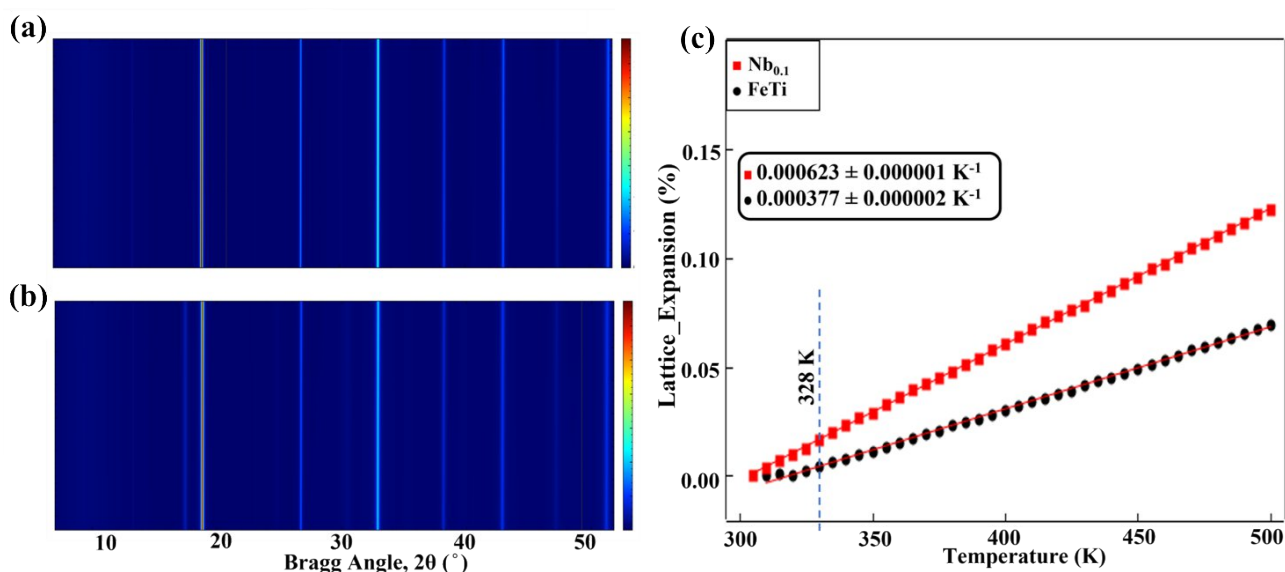 (a)
(b)
10 20 30 40 50
Bragg Angle, 2θ (°)
(c)
Nb₀.₁
FeTi
0.000623 ± 0.000001 K⁻¹
0.000377 ± 0.000002 K⁻¹
328 K
Lattice_Expansion (%)
0.15
0.10
0.05
0.00
300 350 400 450 500
Temperature (K)